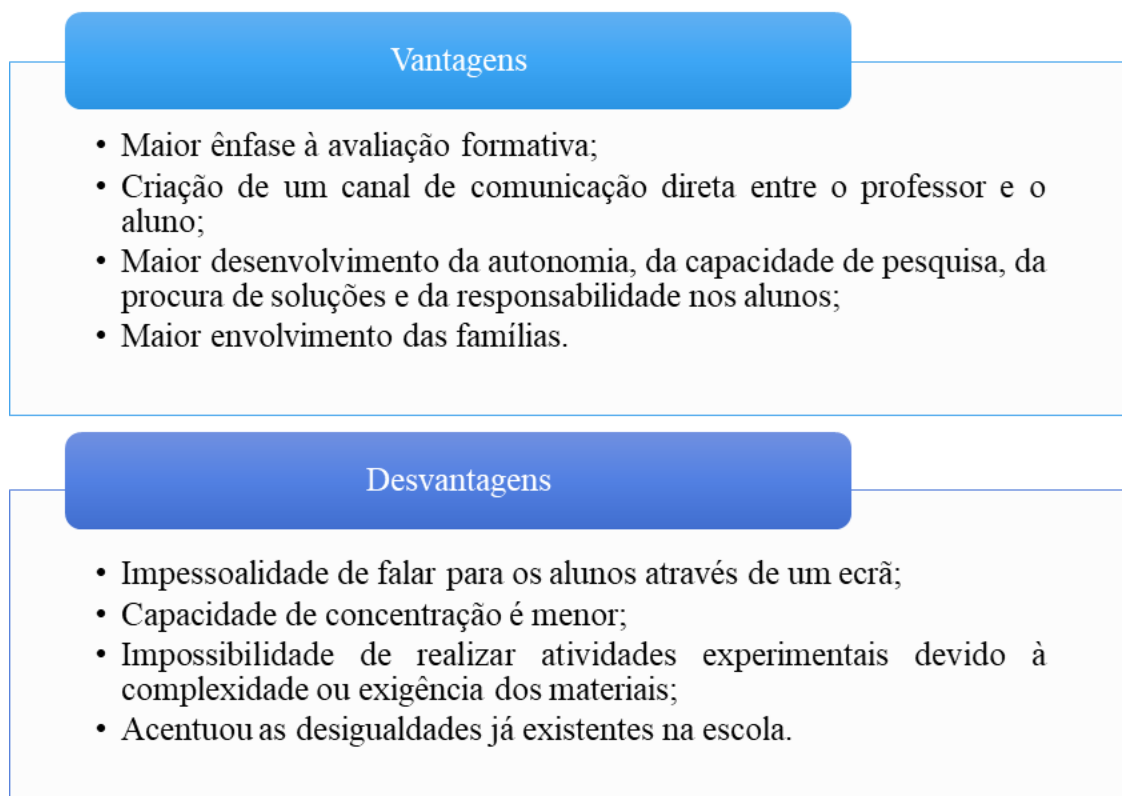 Vantagens
• Maior ênfase à avaliação formativa;
• Criação de um canal de comunicação direta entre o professor e o
aluno;
• Maior desenvolvimento da autonomia, da capacidade de pesquisa, da
procura de soluções e da responsabilidade nos alunos;
• Maior envolvimento das famílias.
Desvantagens
• Impessoalidade de falar para os alunos através de um ecrã;
• Capacidade de concentração é menor;
• Impossibilidade de realizar atividades experimentais devido à
complexidade ou exigência dos materiais;
• Acentuou as desigualdades já existentes na escola.